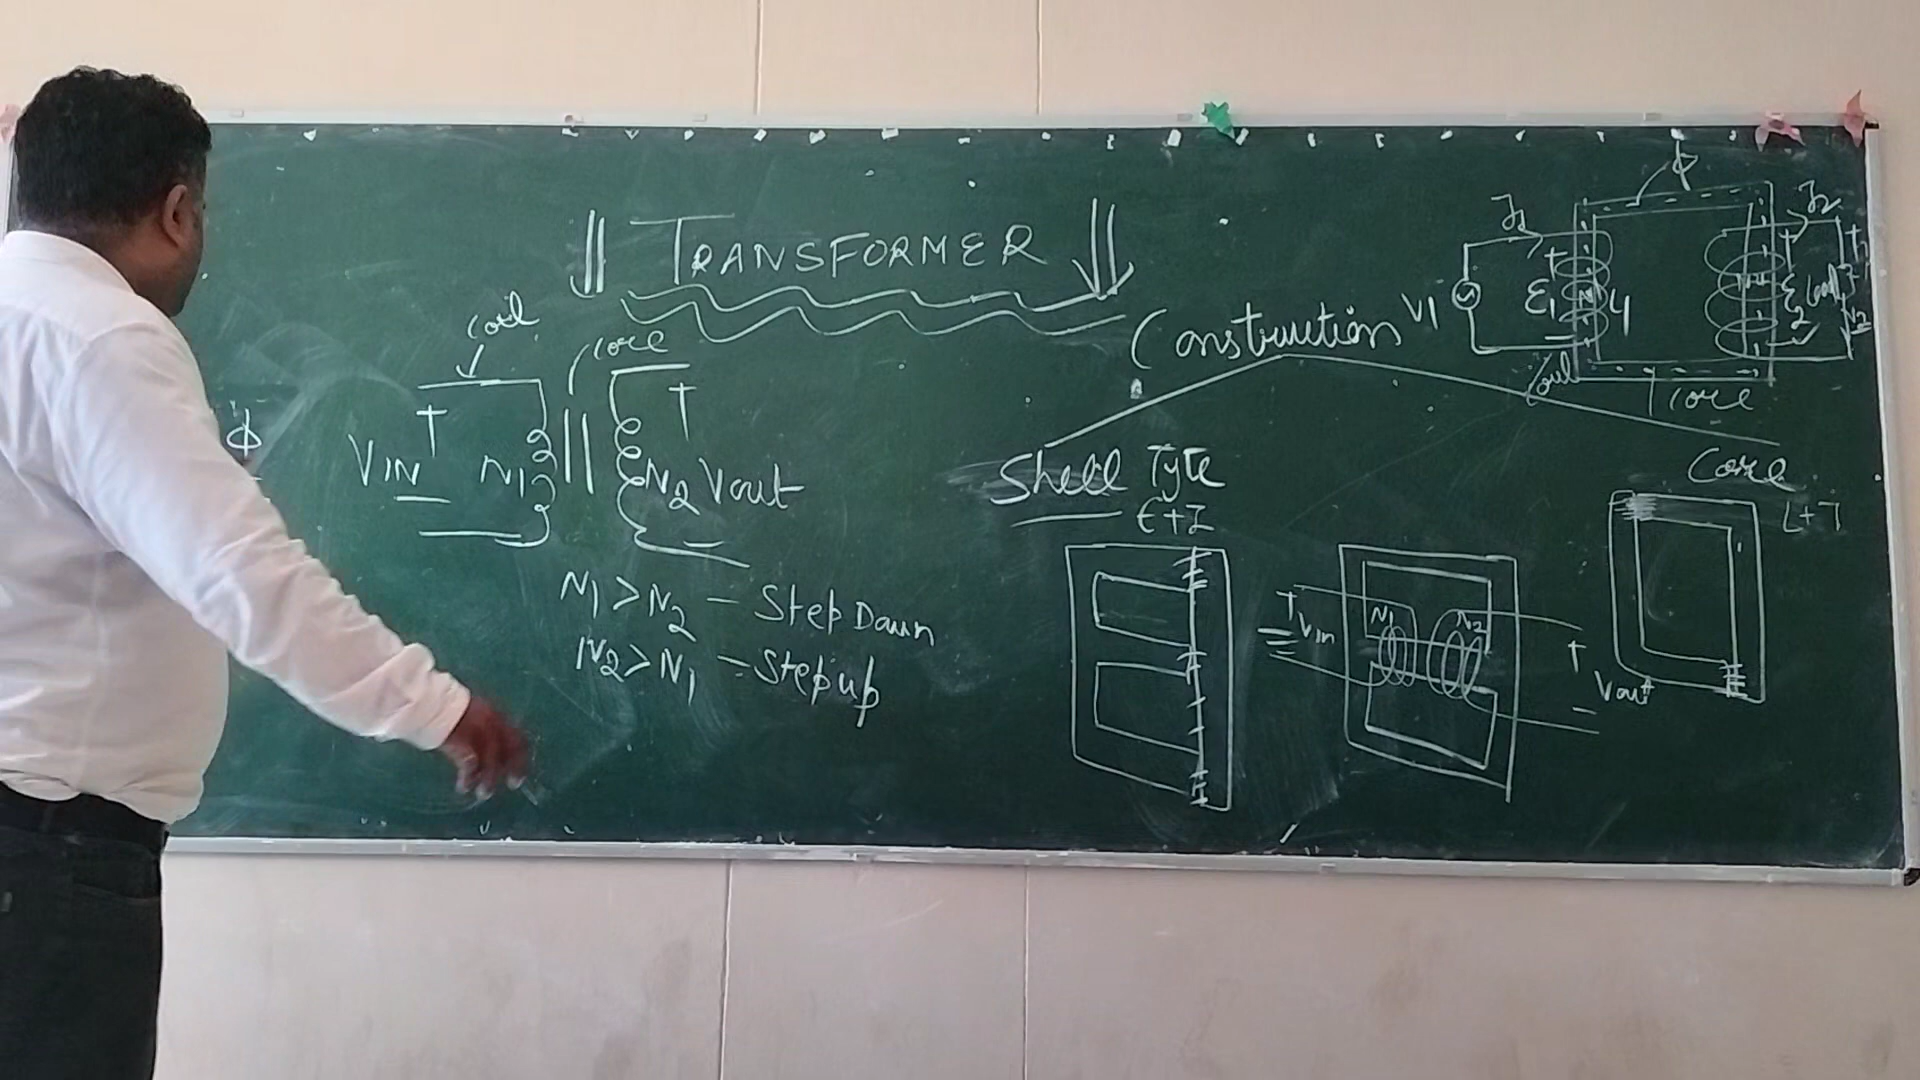 TRANSFORMER
Construction
coil
core
VIN
N1
N2 Vout
ϕ
N1 > N2 - Step Down
N2 > N1 - Step up
ϕ
I1
I2
V1
E1
E2
V2
core
Shell Type
E+I
Core
Vin
N1
N2
Vout